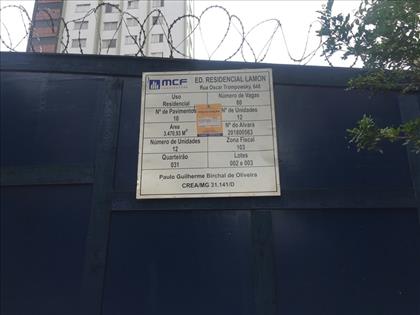 MCF
ED. RESIDENCIAL LAMON
Rua Oscar Trompowsky, 648
Uso
Residencial
Número de Vagas
Nº de Pavimentos
Nº de Unidades
12
Área
3.470,93 M²
Nº do Alvará
201800563
Número de Unidades
12
Zona Fiscal
103
Quarteirão
031
Lotes
002 e 003
Paulo Guilherme Birchal de Oliveira
CREA/MG 31.141/D